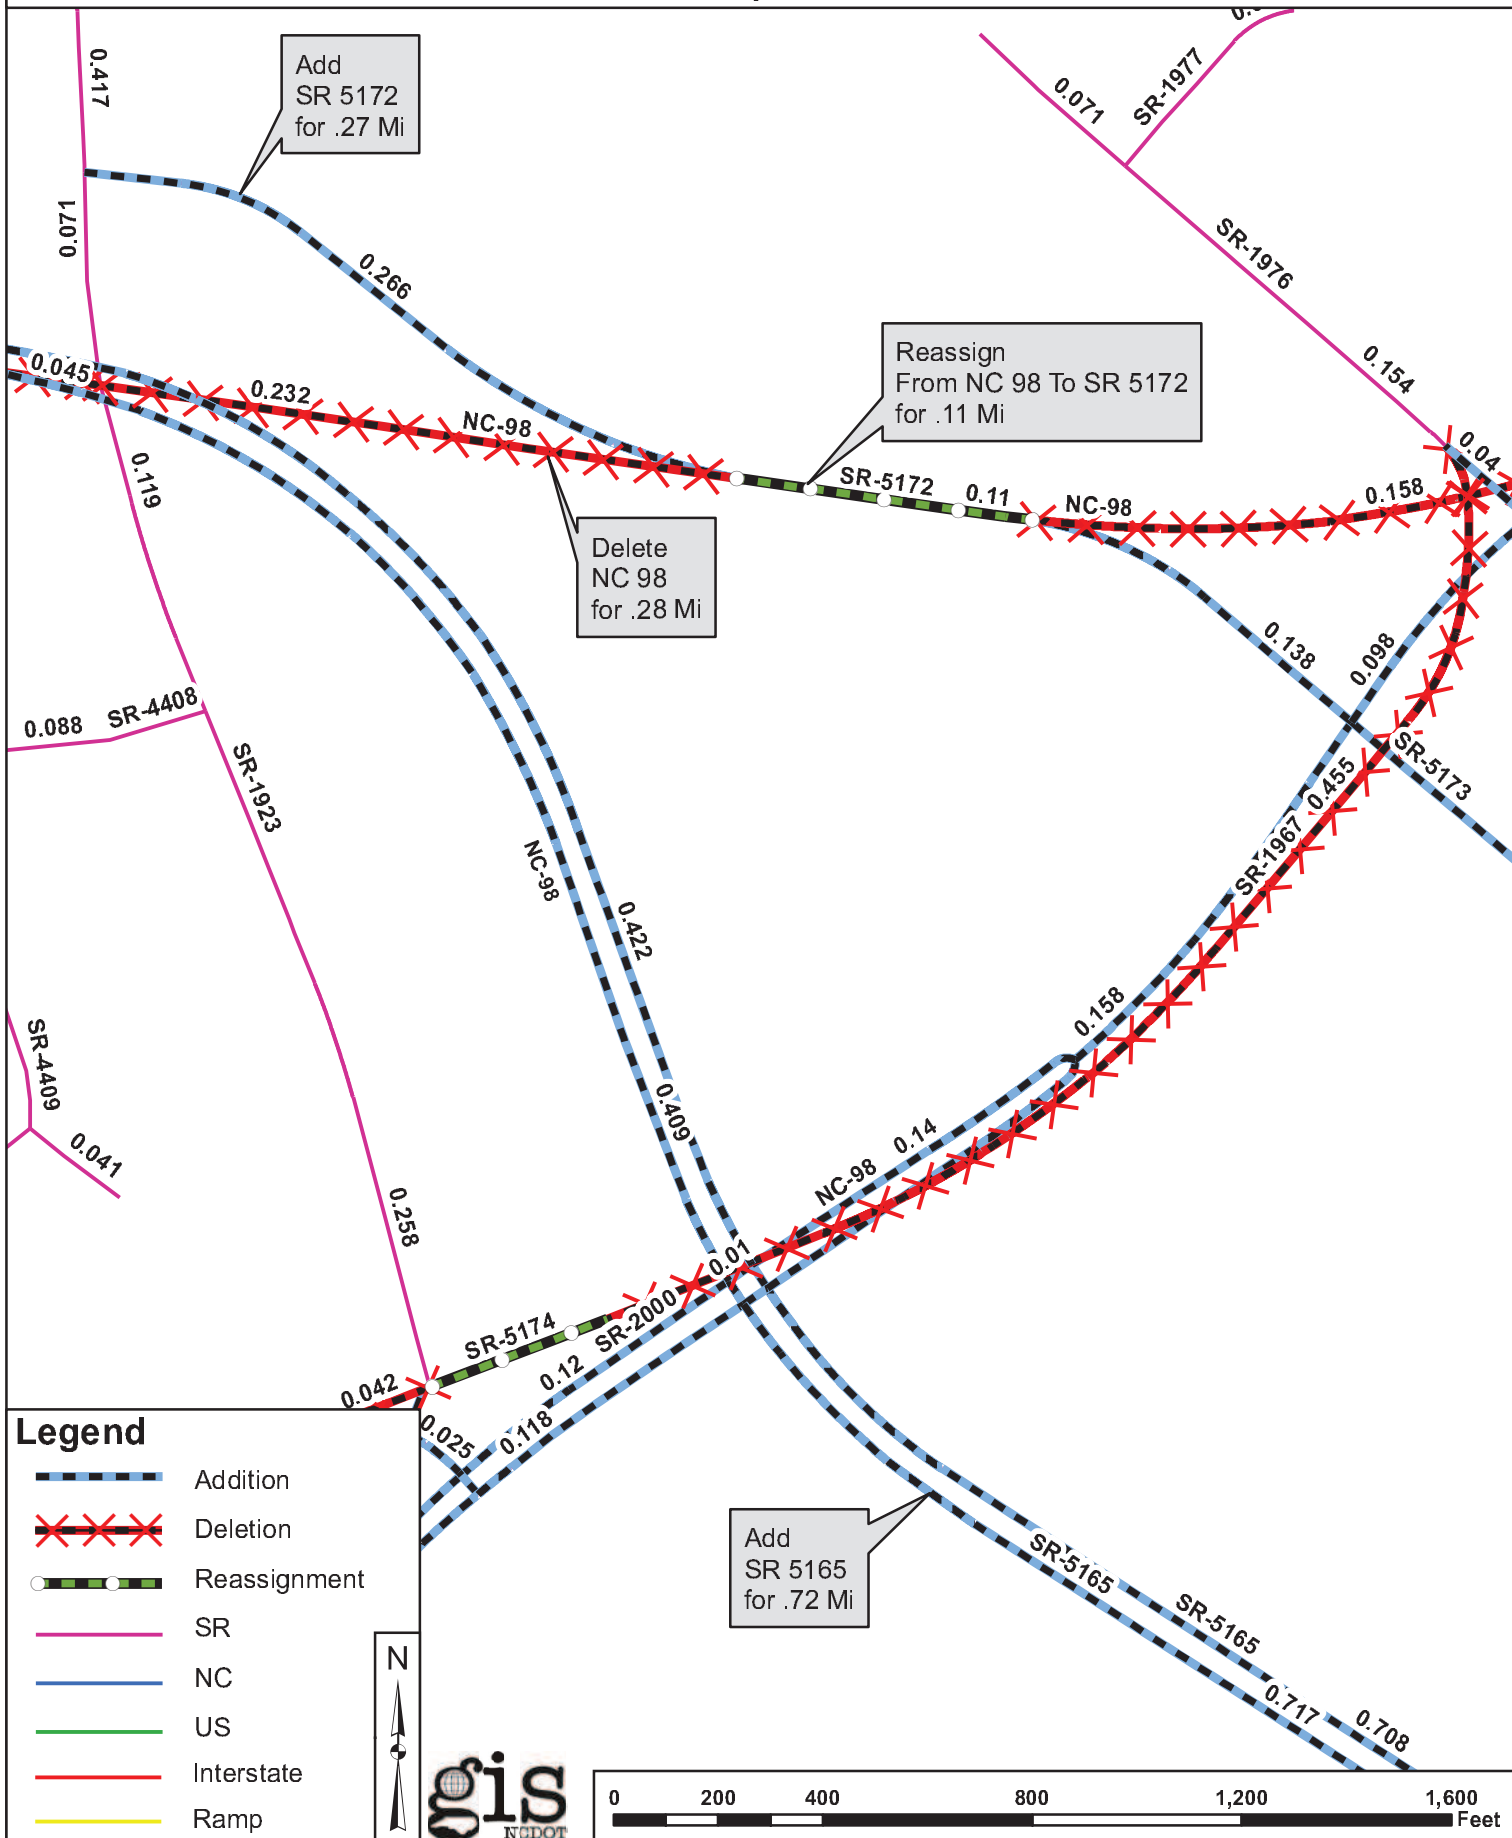 0.417
Add
SR 5172
for .27 Mi
0.071
SR-1977
0.071
SR-1976
0.266
0.154
0.045
0.232
NC-98
Reassign
From NC 98 To SR 5172
for .11 Mi
0.04
0.119
SR-5172
0.11
NC-98
0.158
Delete
NC 98
for .28 Mi
0.138
0.098
0.088
SR-4408
SR-1923
SR-5173
0.455
SR-1967
NC-98
0.422
0.158
SR-4409
0.041
0.409
0.14
NC-98
0.258
0.01
SR-2000
SR-5174
0.12
0.042
0.118
0.025
Legend
Addition
Deletion
Reassignment
SR
NC
US
Interstate
Ramp
N
gis
NCDOT
Add
SR 5165
for .72 Mi
SR-5165
SR-5165
0.717
0.708
0 200 400 800 1,200 1,600
Feet